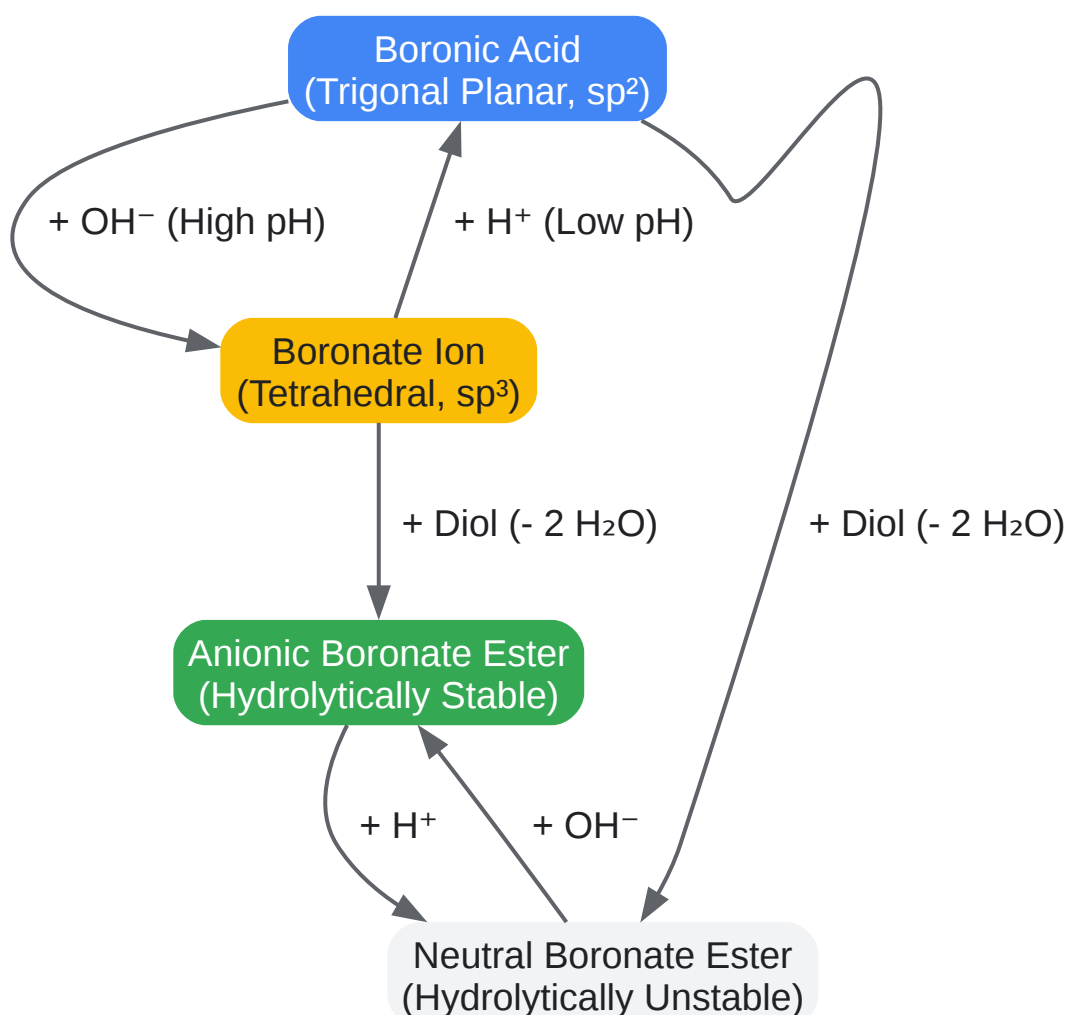 Boronic Acid
(Trigonal Planar, sp²)
+ OH⁻ (High pH)
+ H⁺ (Low pH)
Boronate Ion
(Tetrahedral, sp³)
+ Diol (- 2 H₂O)
+ Diol (- 2 H₂O)
Anionic Boronate Ester
(Hydrolytically Stable)
+ H⁺
+ OH⁻
Neutral Boronate Ester
(Hydrolytically Unstable)